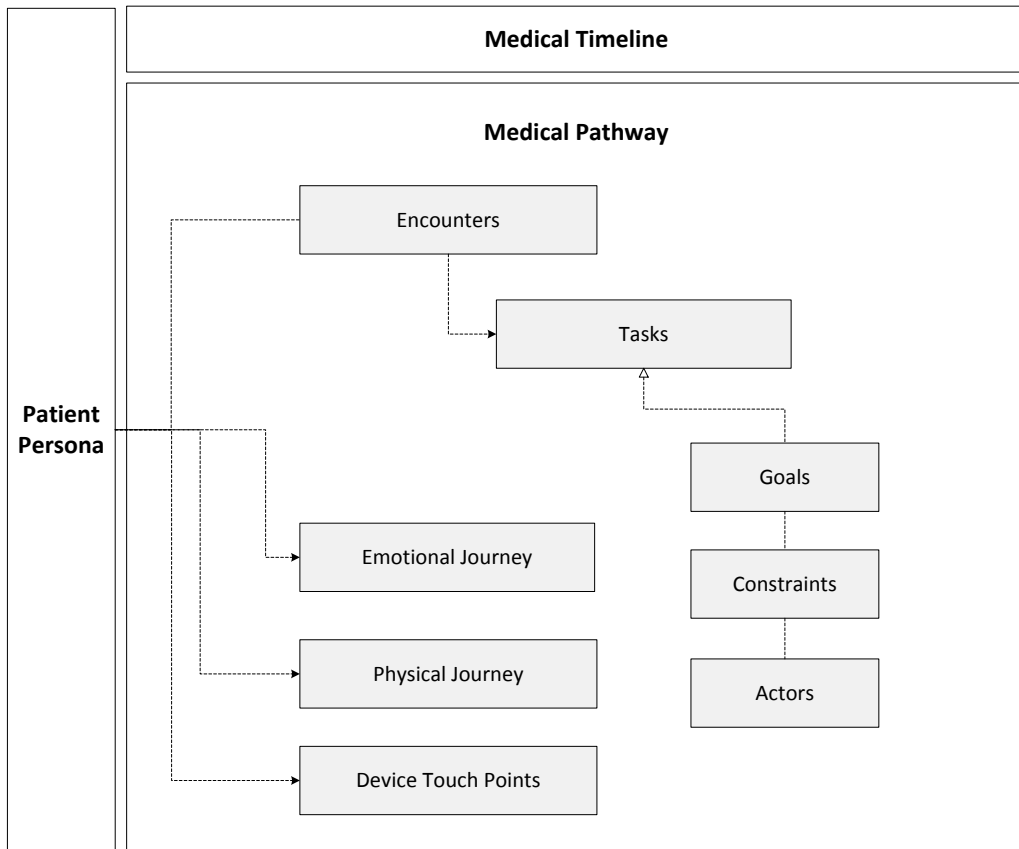 Medical Timeline
Medical Pathway
Encounters
Tasks
Patient
Persona
Goals
Emotional Journey
Constraints
Physical Journey
Actors
Device Touch Points